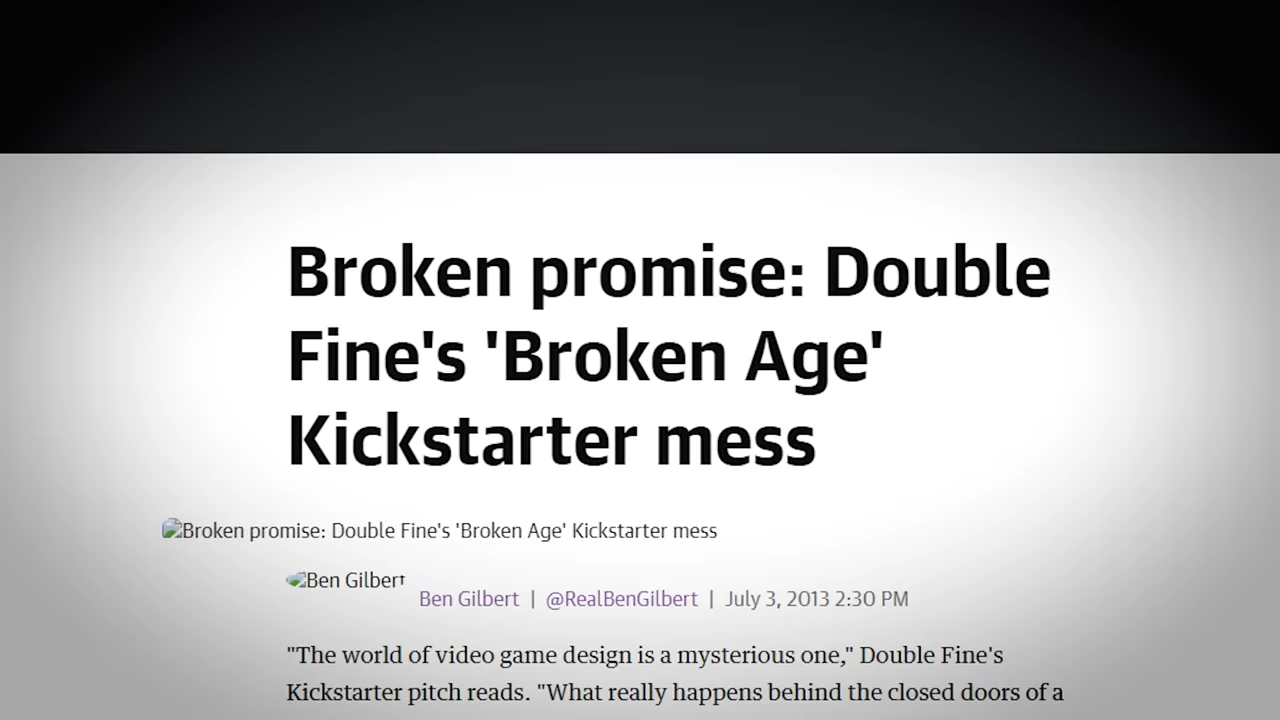 Broken promise: Double
Fine's 'Broken Age'
Kickstarter mess
Broken promise: Double Fine's 'Broken Age' Kickstarter mess
Ben Gilbert
Ben Gilbert | @RealBenGilbert | July 3, 2013 2:30 PM
"The world of video game design is a mysterious one," Double Fine's
Kickstarter pitch reads. "What really happens behind the closed doors of a